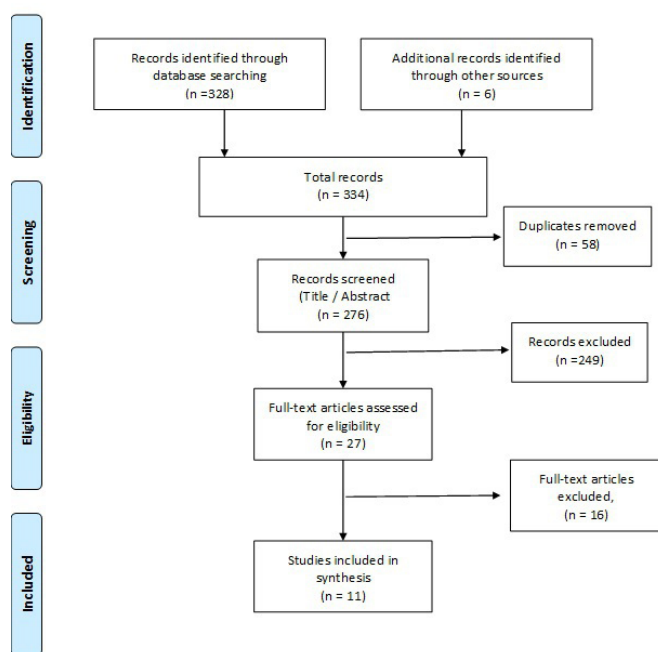 Identification
Records identified through
database searching
(n =328)
Additional records identified
through other sources
(n = 6)
Total records
(n = 334)
Screening
Duplicates removed
(n = 58)
Records screened
(Title / Abstract
(n = 276)
Records excluded
(n =249)
Eligibility
Full-text articles assessed
for eligibility
(n = 27)
Full-text articles
excluded,
(n = 16)
Included
Studies included in
synthesis
(n = 11)